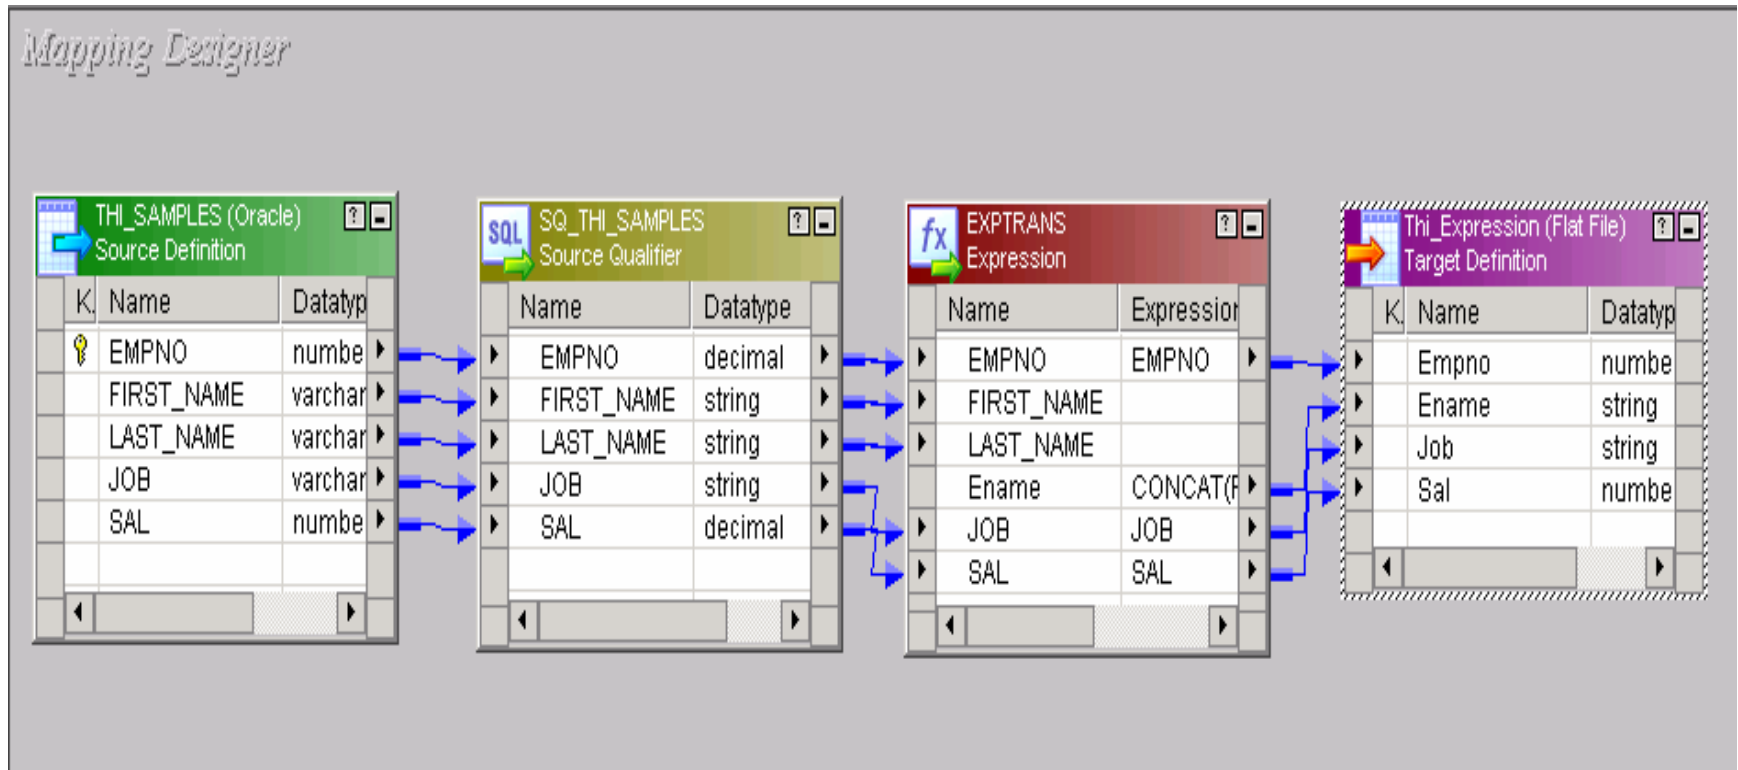 Mapping Designer
THI_SAMPLES (Oracle)
Source Definition
K. Name Datatyp
EMPNO numbe
FIRST_NAME varchar
LAST_NAME varchar
JOB varchar
SAL numbe
SQL
SQ_THI_SAMPLES
Source Qualifier
Name Datatype
EMPNO decimal
FIRST_NAME string
LAST_NAME string
JOB string
SAL decimal
fx
EXPTRANS
Expression
Name Expression
EMPNO EMPNO
FIRST_NAME
LAST_NAME
Ename CONCAT(F
JOB JOB
SAL SAL
Thi_Expression (Flat File)
Target Definition
K. Name Datatyp
Empno numbe
Ename string
Job string
Sal numbe